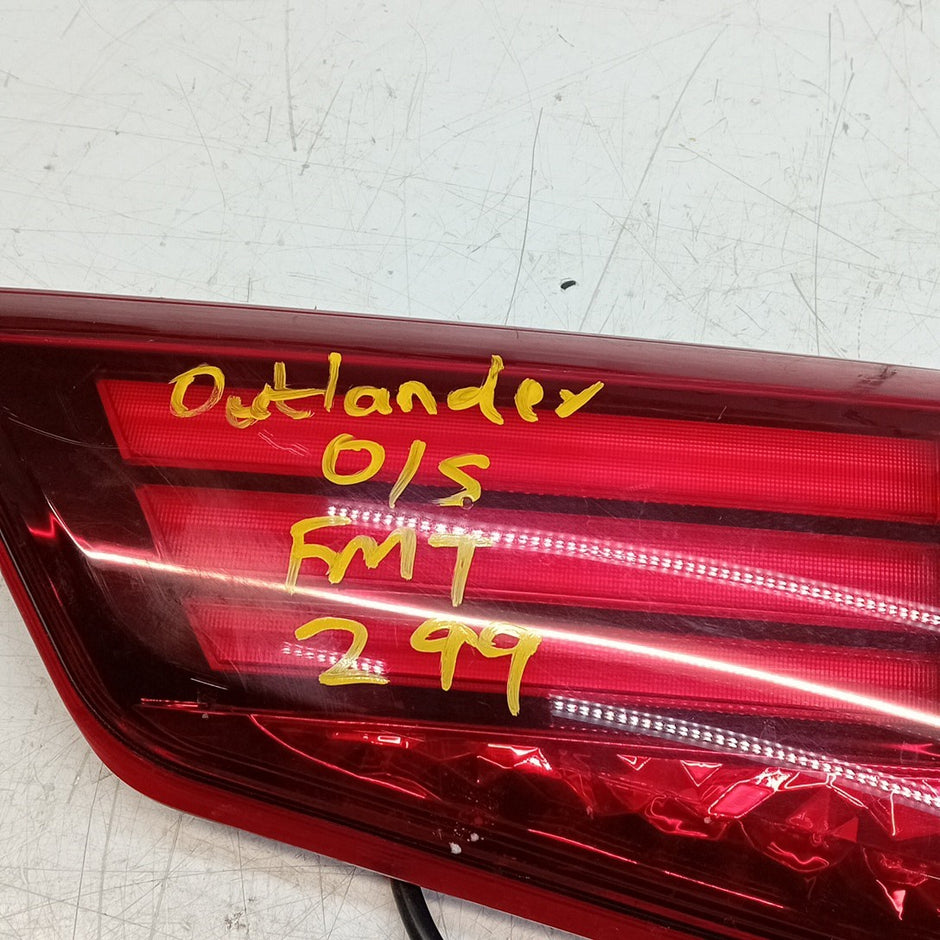 Outlander
O/S
FMT
299